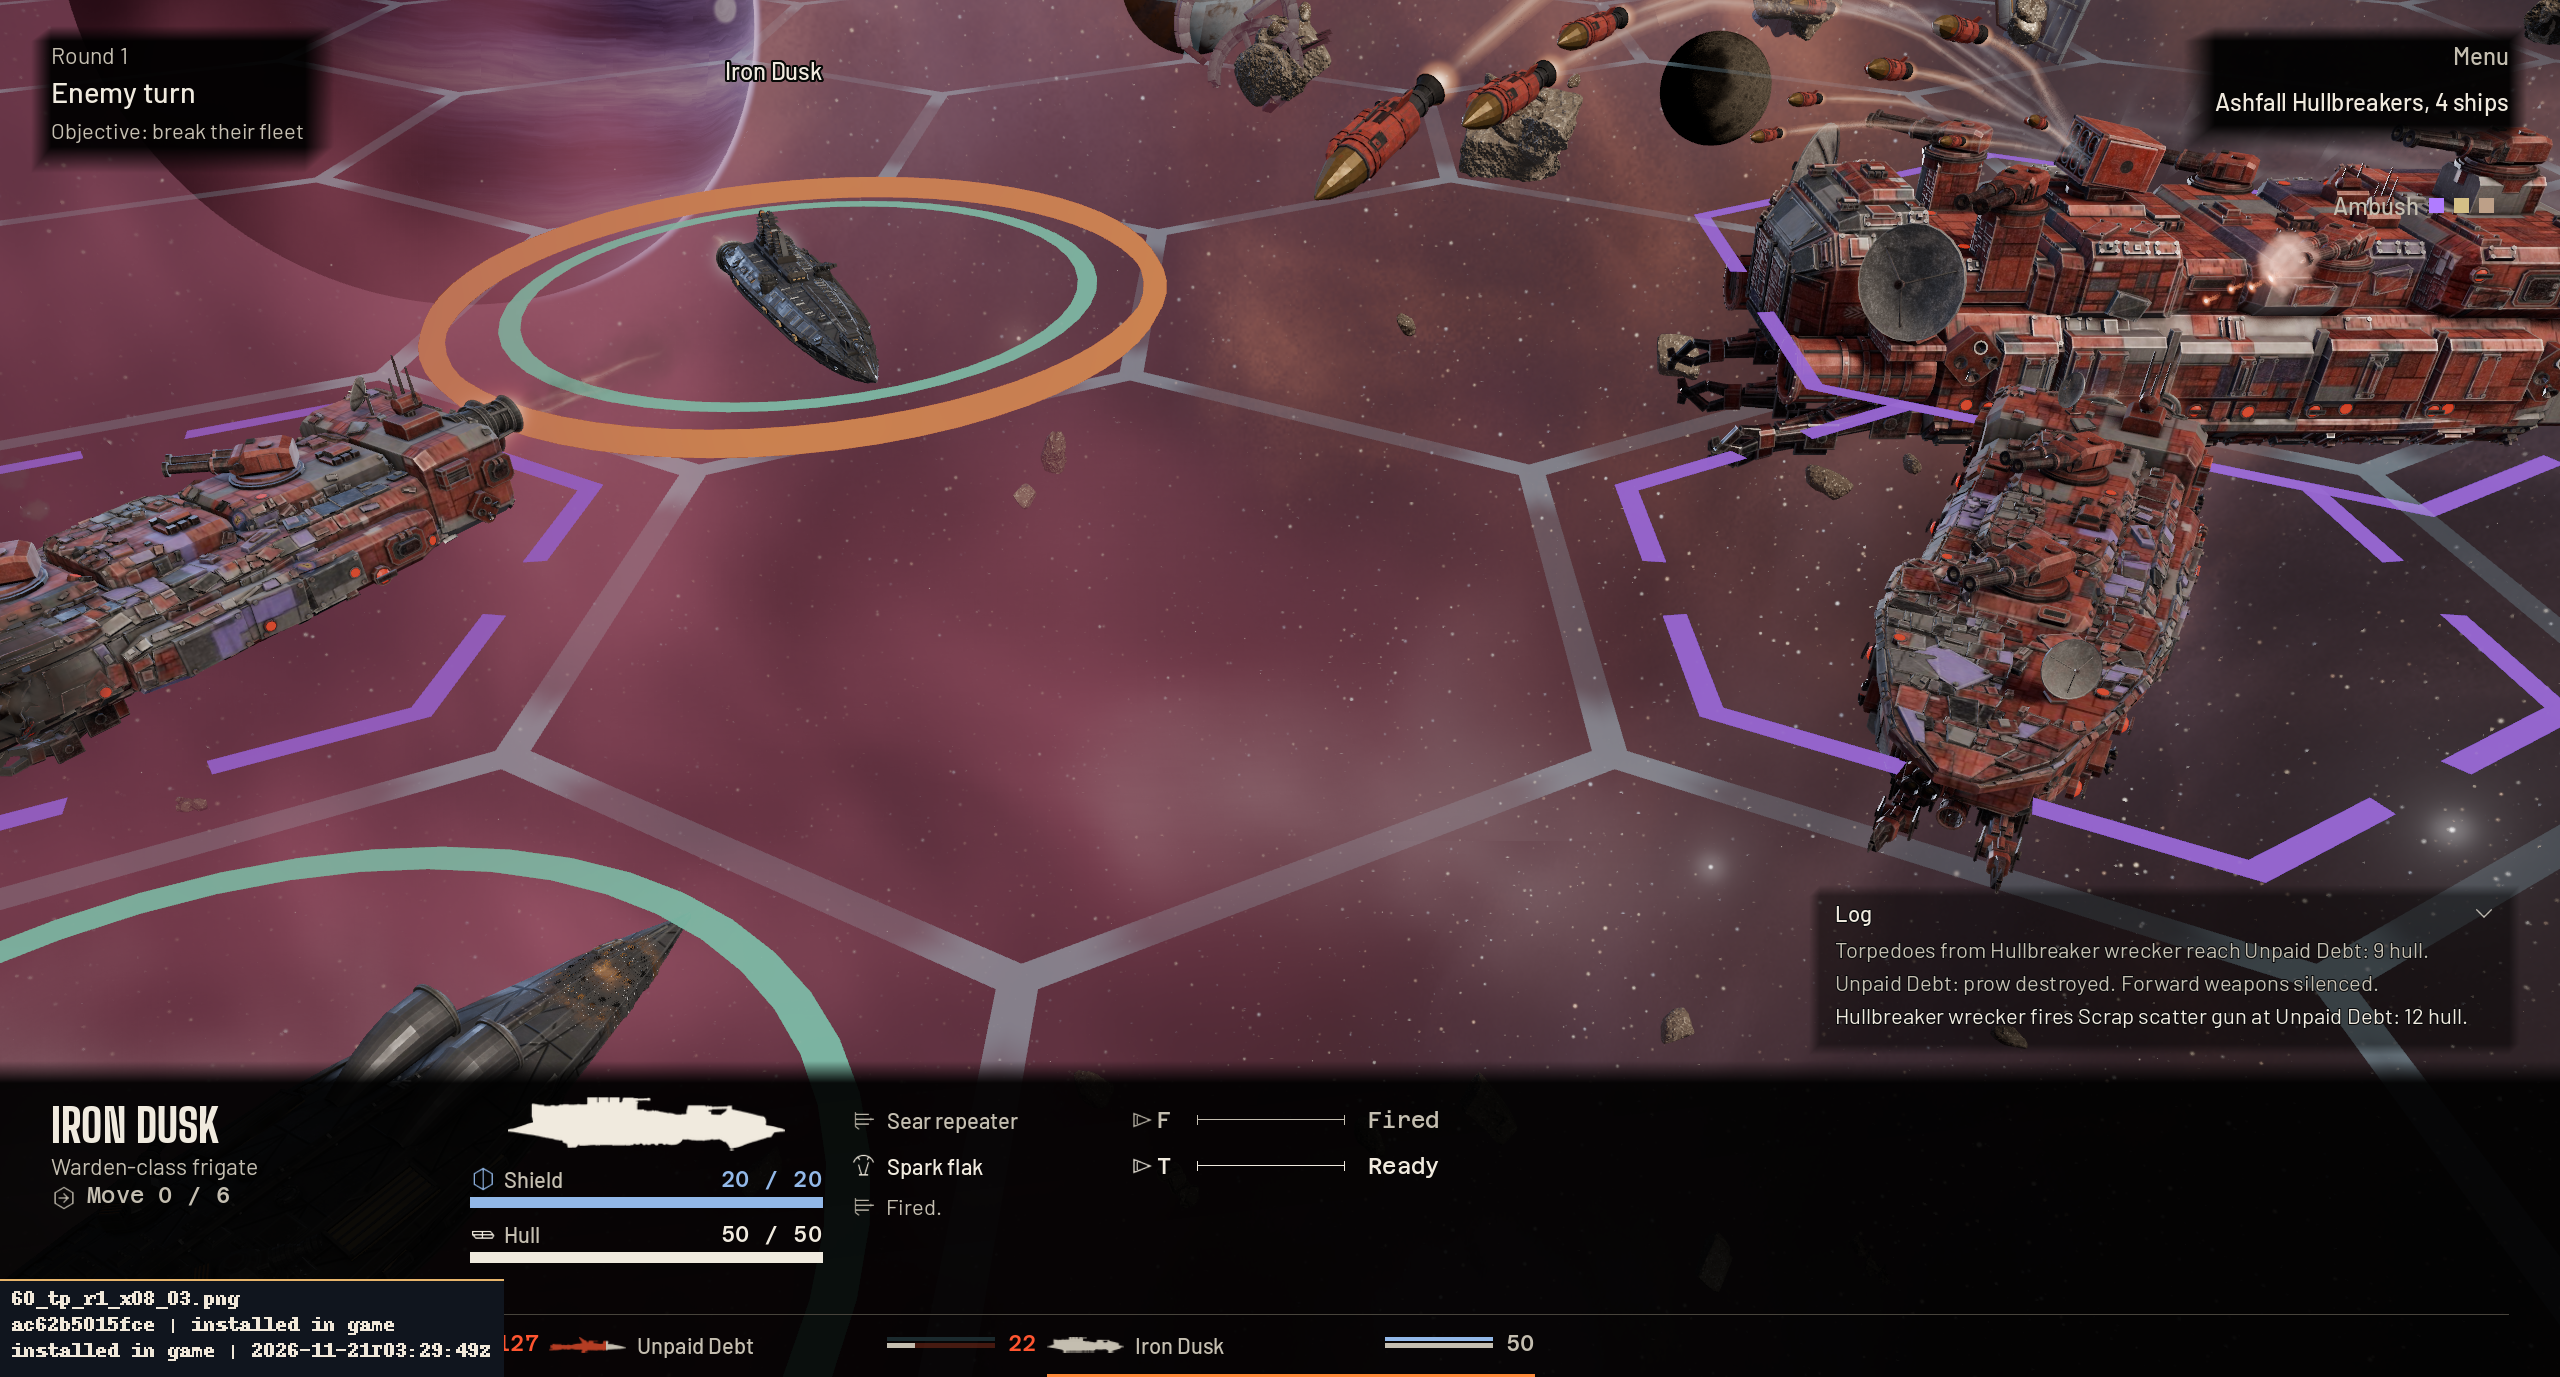 Round 1
Enemy turn
Objective: break their fleet
Iron Dusk
Menu
Ashfall Hullbreakers, 4 ships
Ambush
Log
Torpedoes from Hullbreaker wrecker reach Unpaid Debt: 9 hull.
Unpaid Debt: prow destroyed. Forward weapons silenced.
Hullbreaker wrecker fires Scrap scatter gun at Unpaid Debt: 12 hull.
IRON DUSK
Warden-class frigate
Move 0 / 6
Shield 20 / 20
Hull 50 / 50
Sear repeater F Fired
Spark flak T Ready
Fired.
60_tp_r1_x08_03.png
ac62b5015fce | installed in game
installed in game | 2026-11-21T03:29:49Z
127 Unpaid Debt 22 Iron Dusk 50